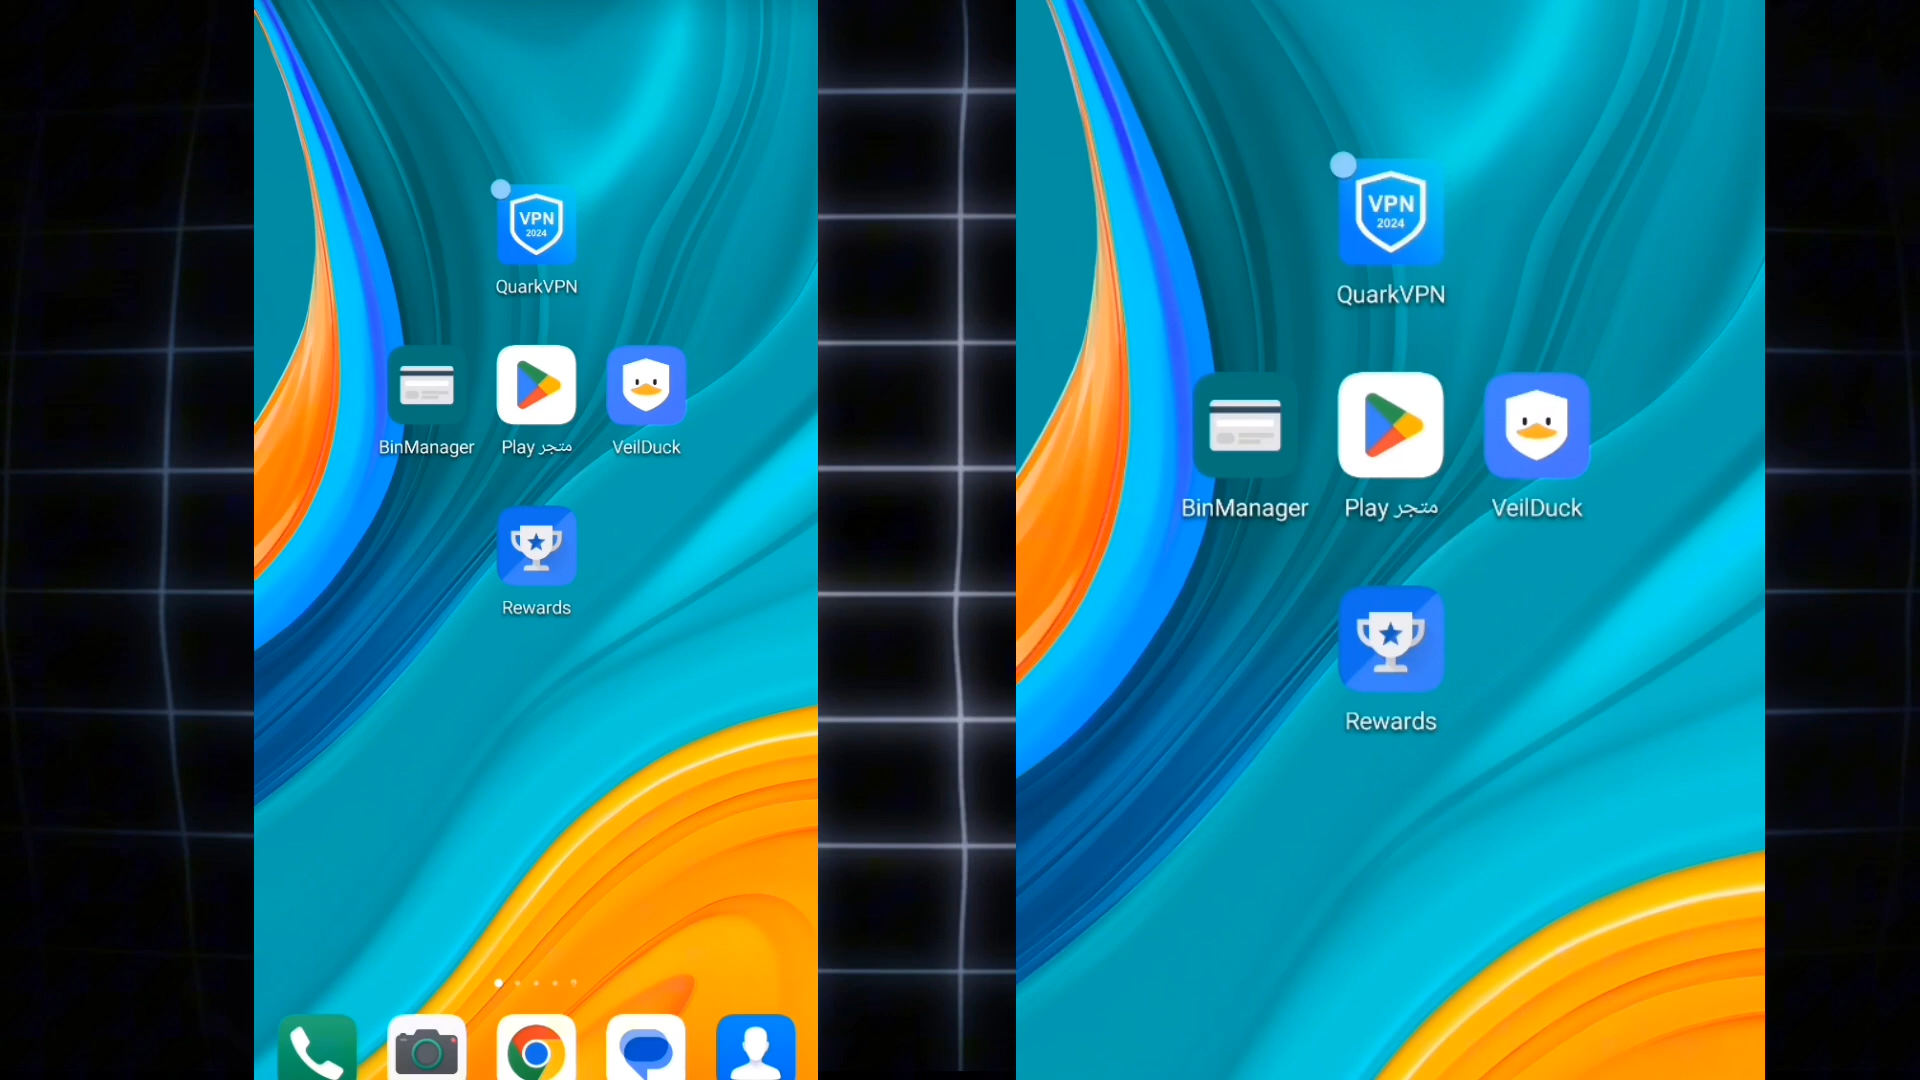 VPN
2024
QuarkVPN
BinManager
متجر Play
VeilDuck
Rewards
VPN
2024
QuarkVPN
BinManager
متجر Play
VeilDuck
Rewards